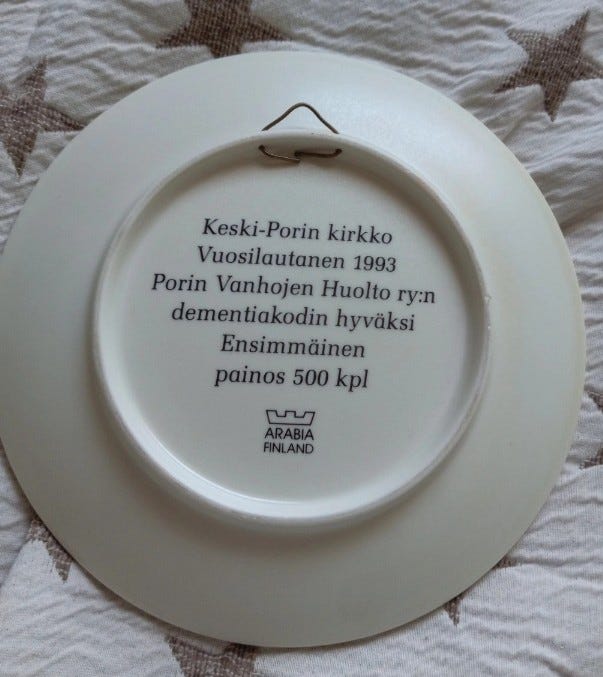 Keski-Porin kirkko
Vuosilautanen 1993
Porin Vanhojen Huolto ry:n
dementiakodin hyväksi
Ensimmäinen
painos 500 kpl
ARABIA
FINLAND